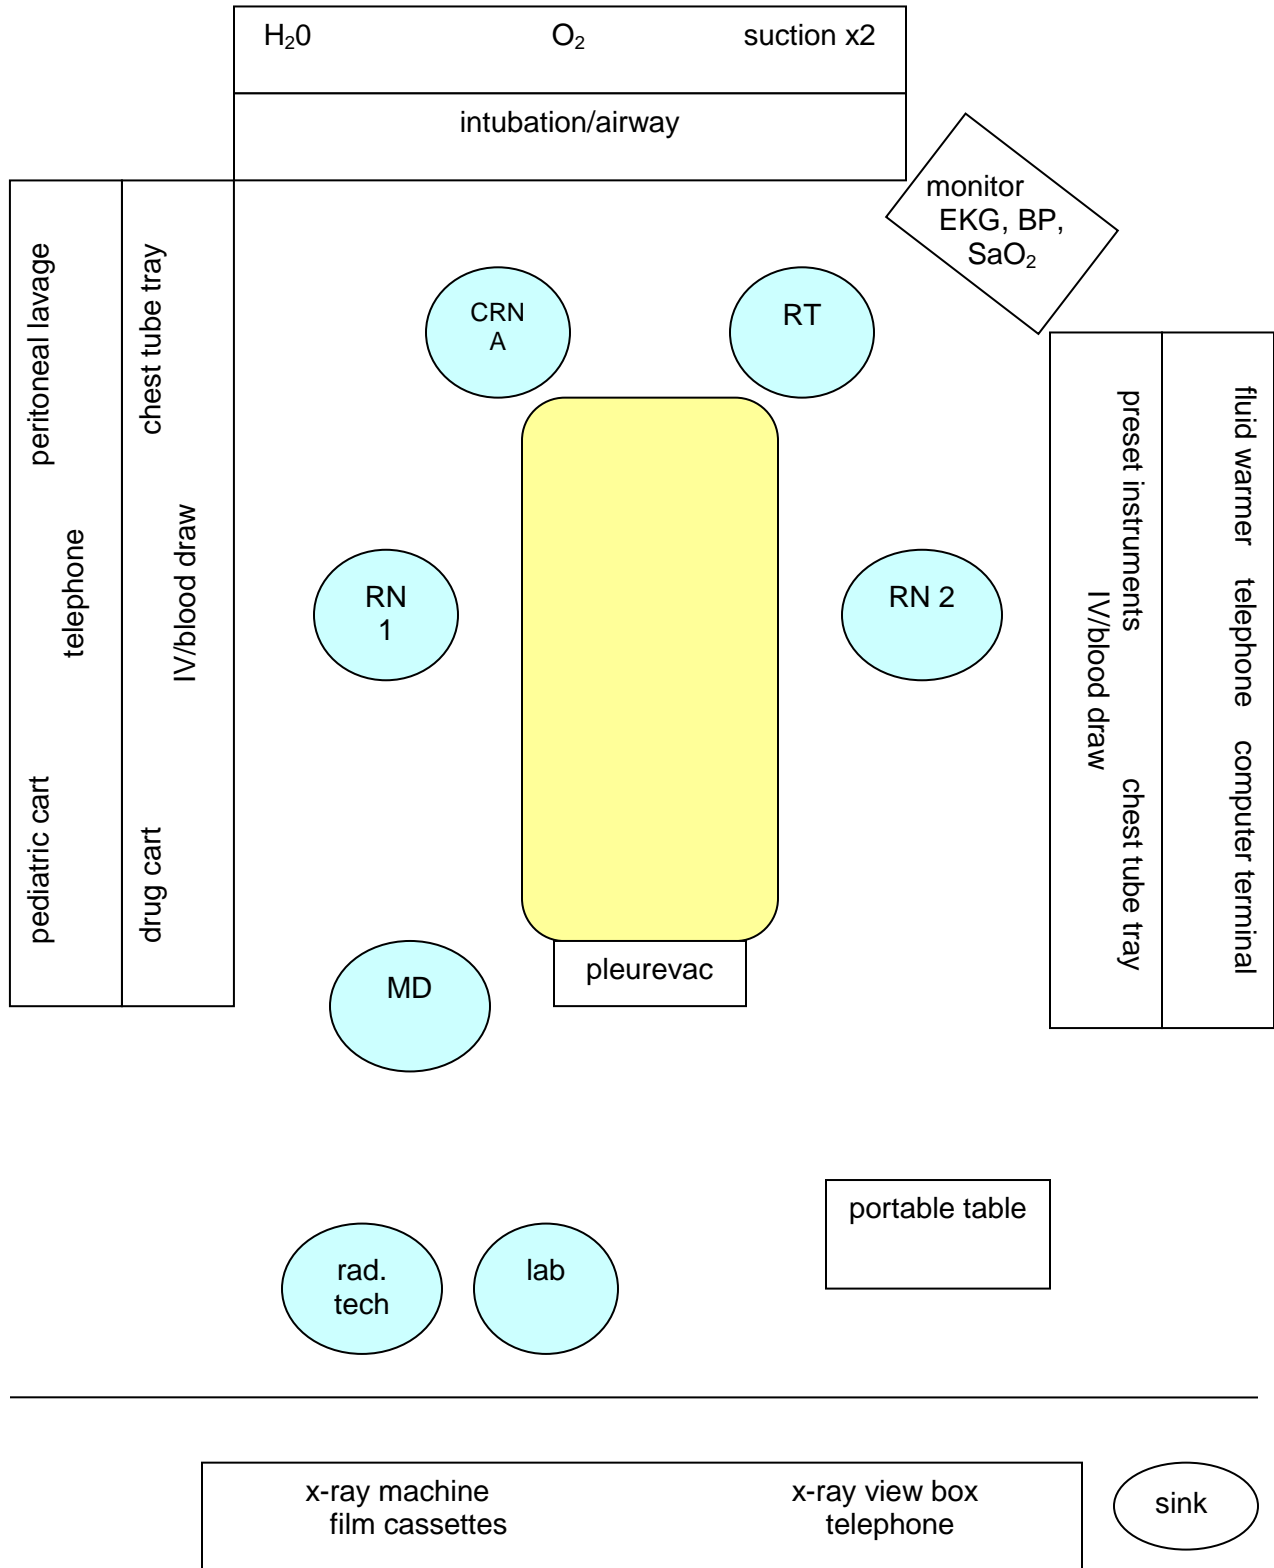 H₂0 O₂ suction x2
intubation/airway
monitor
EKG, BP,
SaO₂
peritoneal lavage telephone pediatric cart
chest tube tray IV/blood draw drug cart
CRN
A
RT
RN
1
RN 2
preset instruments chest tube tray
IV/blood draw
fluid warmer telephone computer terminal
MD
pleurevac
portable table
rad.
tech
lab
x-ray machine x-ray view box
film cassettes telephone
sink